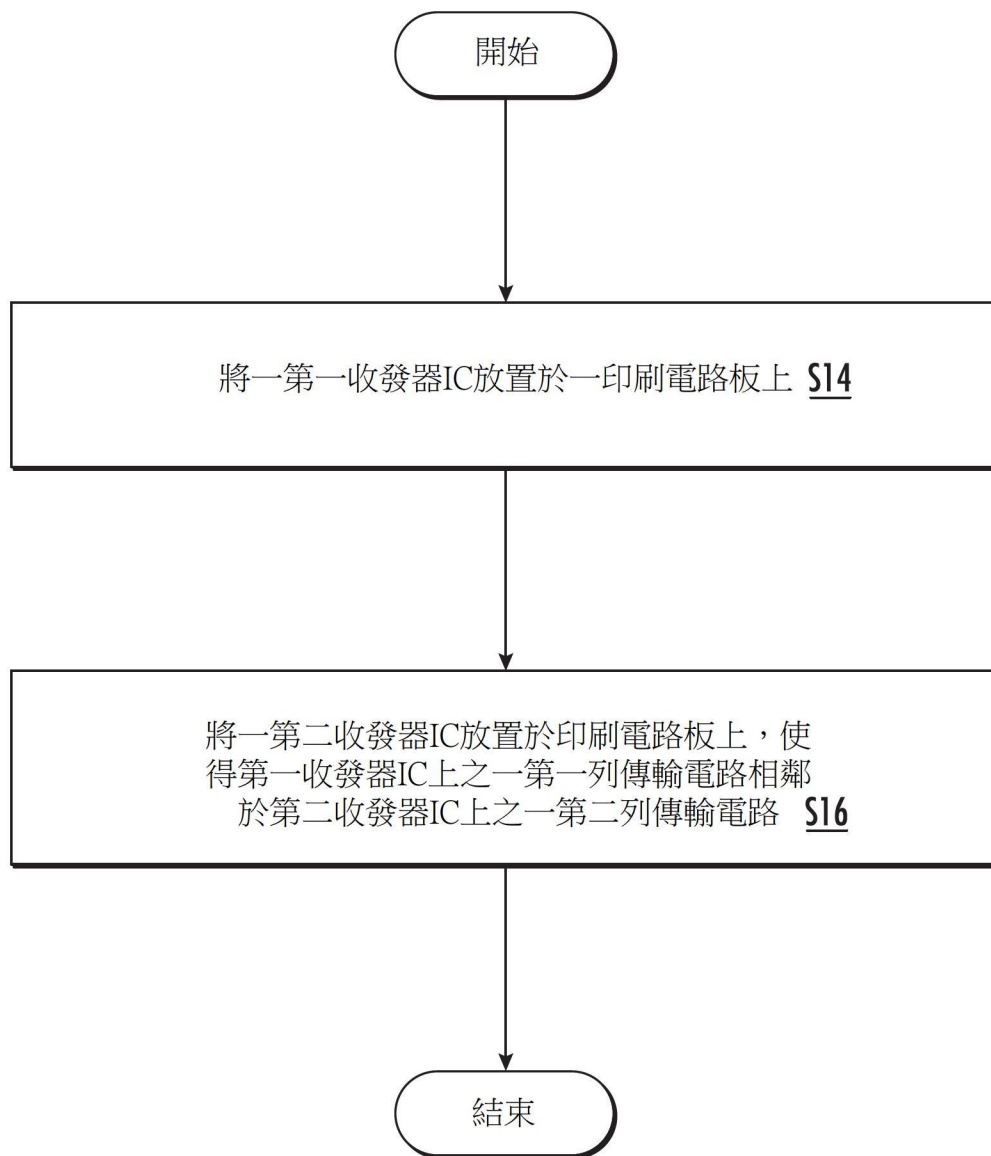 開始
將一第一收發器IC放置於一印刷電路板上 S14
將一第二收發器IC放置於印刷電路板上，使
得第一收發器IC上之一第一列傳輸電路相鄰
於第二收發器IC上之一第二列傳輸電路 S16
結束